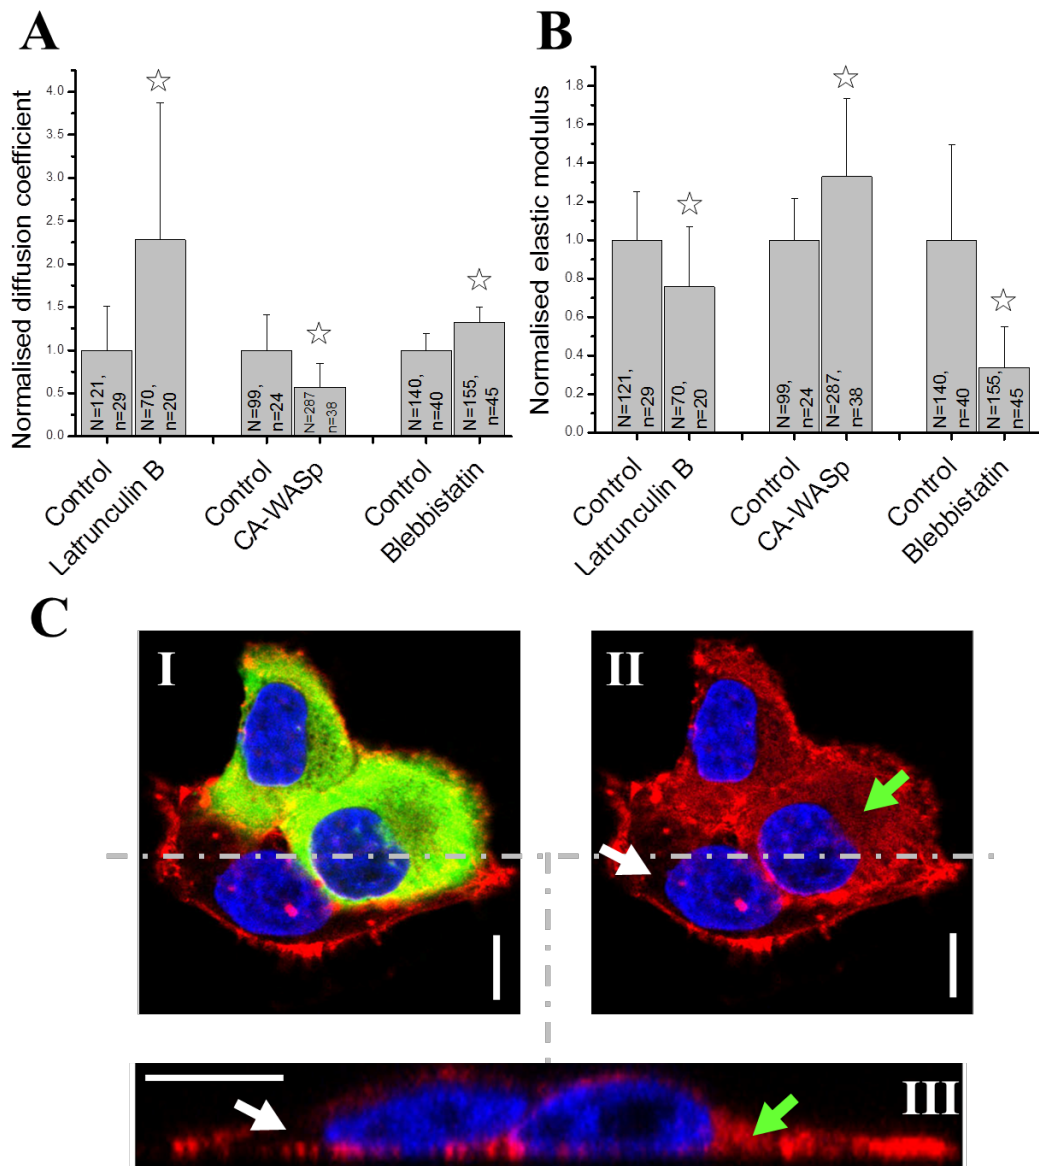 A
Normalised diffusion coefficient
4.0
3.5
3.0
2.5
2.0
1.5
1.0
0.5
0.0
N=121,
n=29
N=70,
n=20
N=99,
n=24
N=287
n=38
N=140,
n=40
N=155,
n=45
Control
Latrunculin B
Control
CA-WASp
Control
Blebbistatin
B
Normalised elastic modulus
1.8
1.6
1.4
1.2
1.0
0.8
0.6
0.4
0.2
0.0
N=121,
n=29
N=70,
n=20
N=99,
n=24
N=287,
n=38
N=140,
n=40
N=155,
n=45
Control
Latrunculin B
Control
CA-WASp
Control
Blebbistatin
C
I
II
III